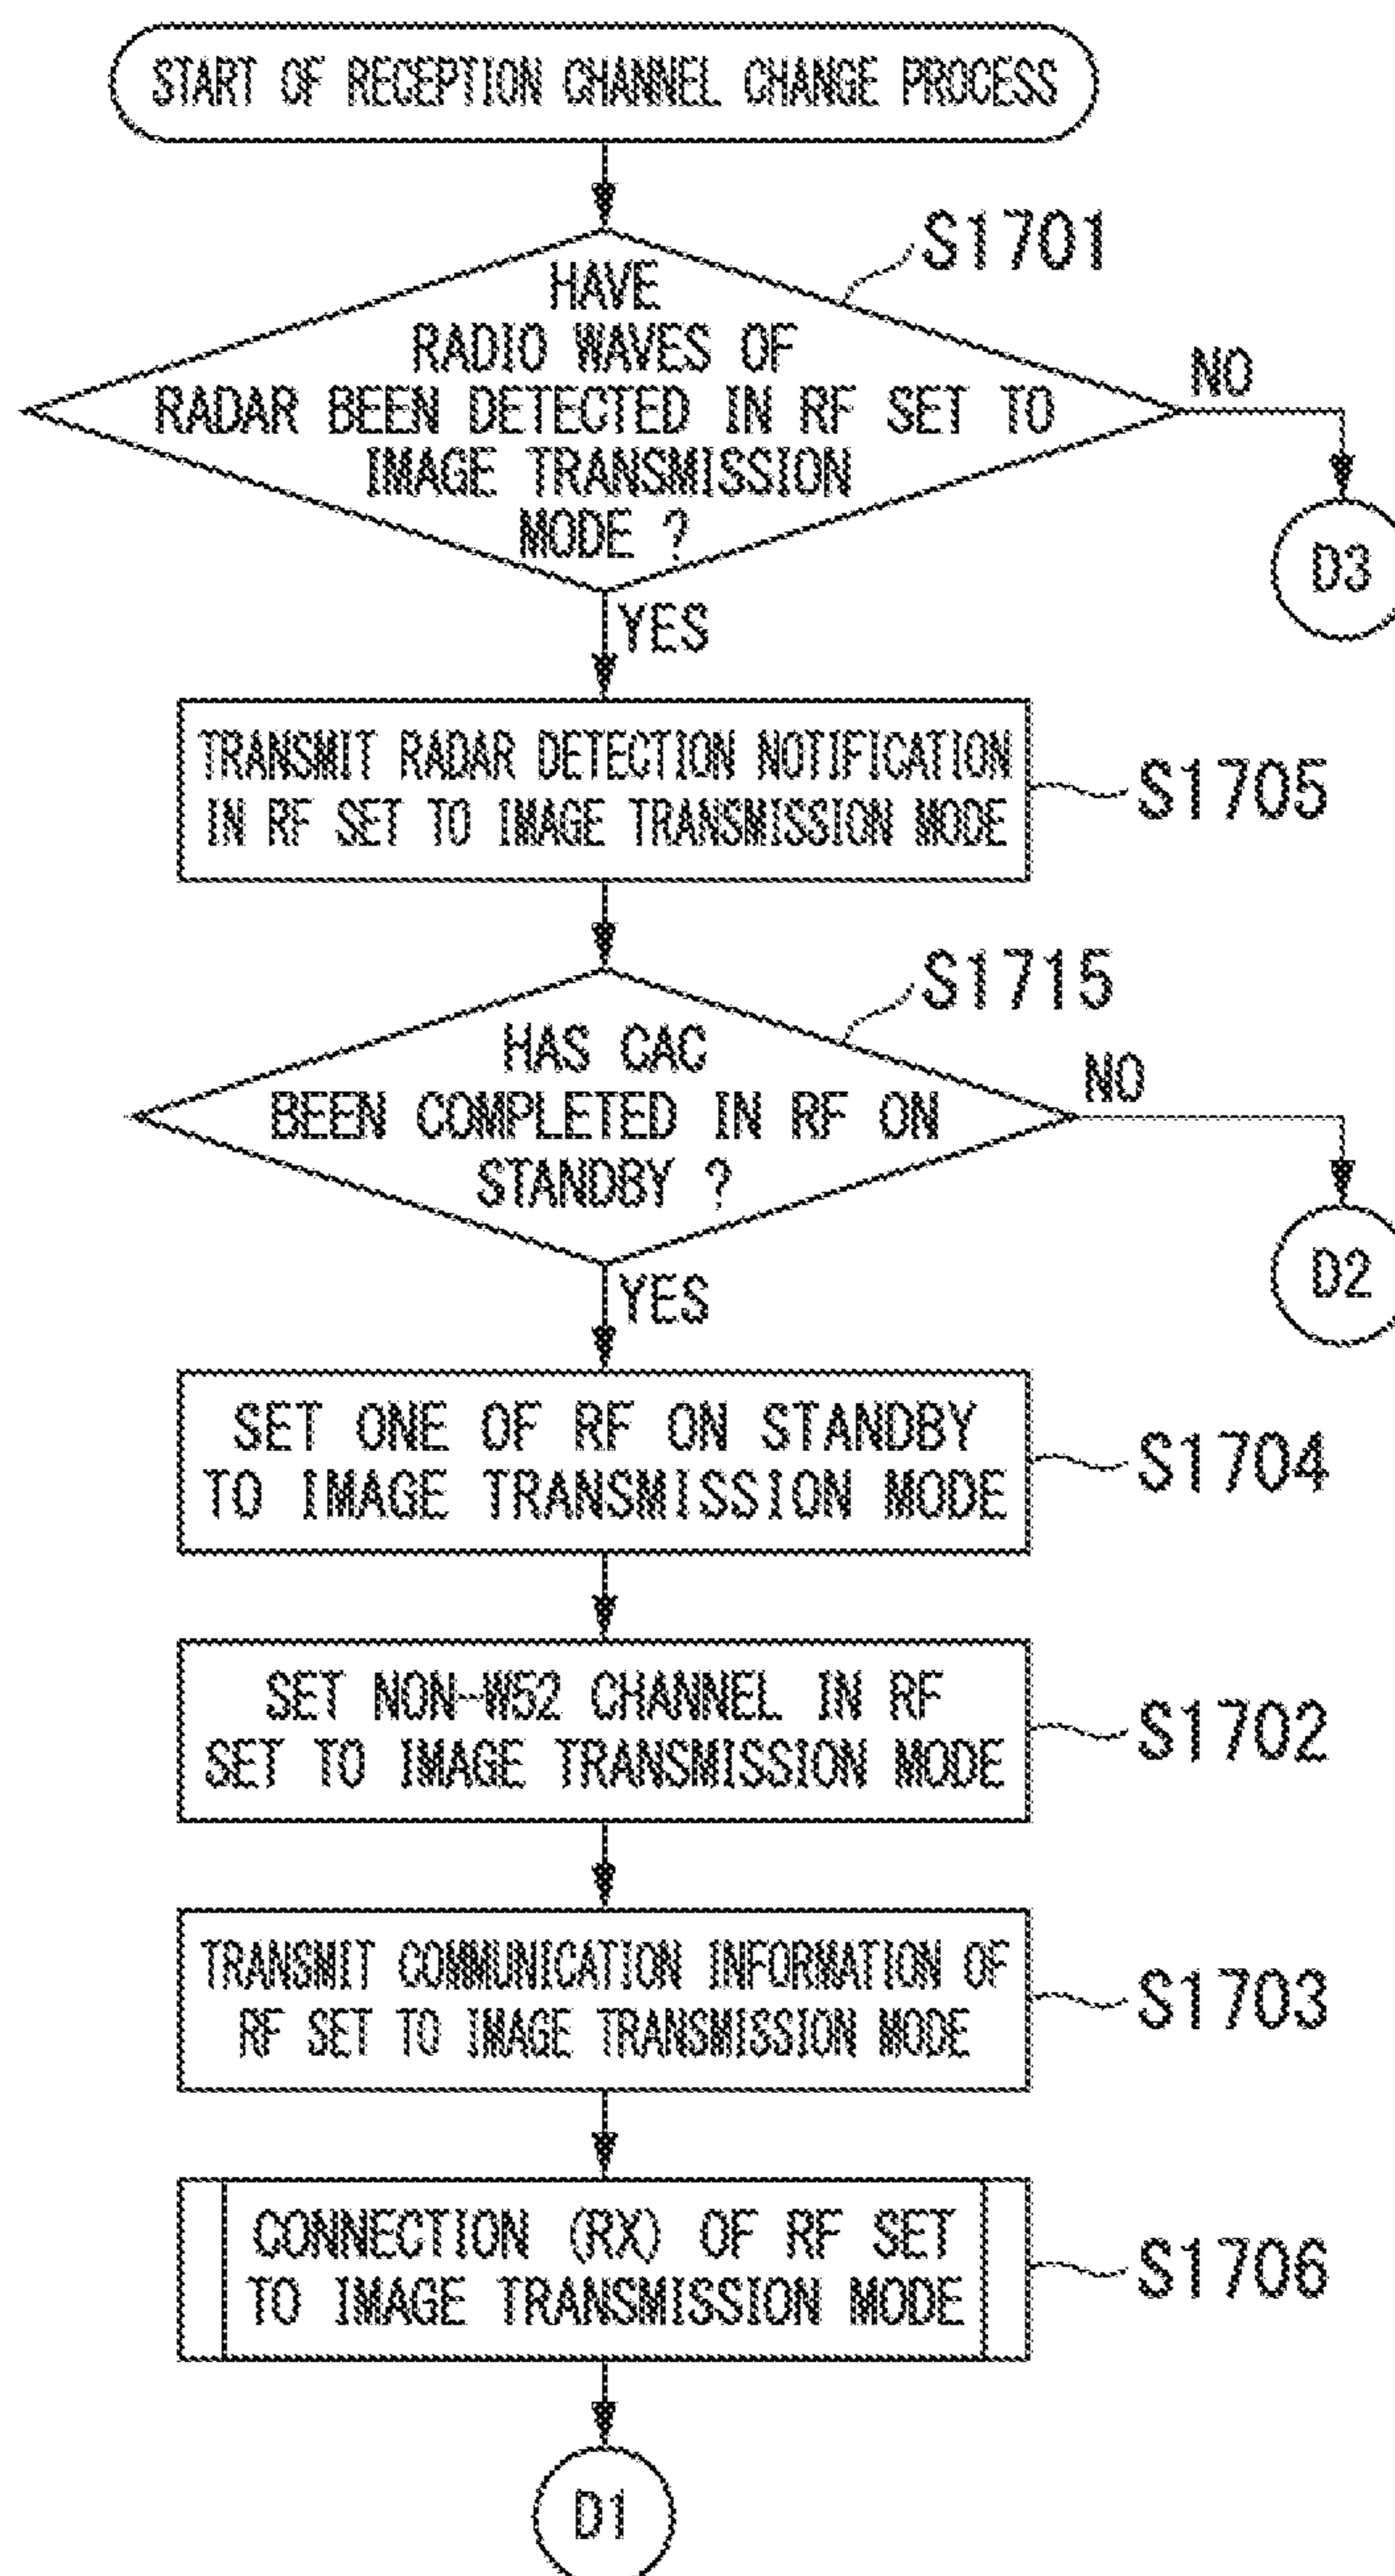 START OF RECEPTION CHANNEL CHANGE PROCESS
S1701
HAVE
RADIO WAVES OF
RADAR BEEN DETECTED IN RF SET TO
IMAGE TRANSMISSION
MODE ?
NO
D3
YES
TRANSMIT RADAR DETECTION NOTIFICATION
IN RF SET TO IMAGE TRANSMISSION MODE
S1705
S1715
HAS CAC
BEEN COMPLETED IN RF ON
STANDBY ?
NO
D2
YES
SET ONE OF RF ON STANDBY
TO IMAGE TRANSMISSION MODE
S1704
SET NON-W52 CHANNEL IN RF
SET TO IMAGE TRANSMISSION MODE
S1702
TRANSMIT COMMUNICATION INFORMATION OF
RF SET TO IMAGE TRANSMISSION MODE
S1703
CONNECTION (RX) OF RF SET
TO IMAGE TRANSMISSION MODE
S1706
D1